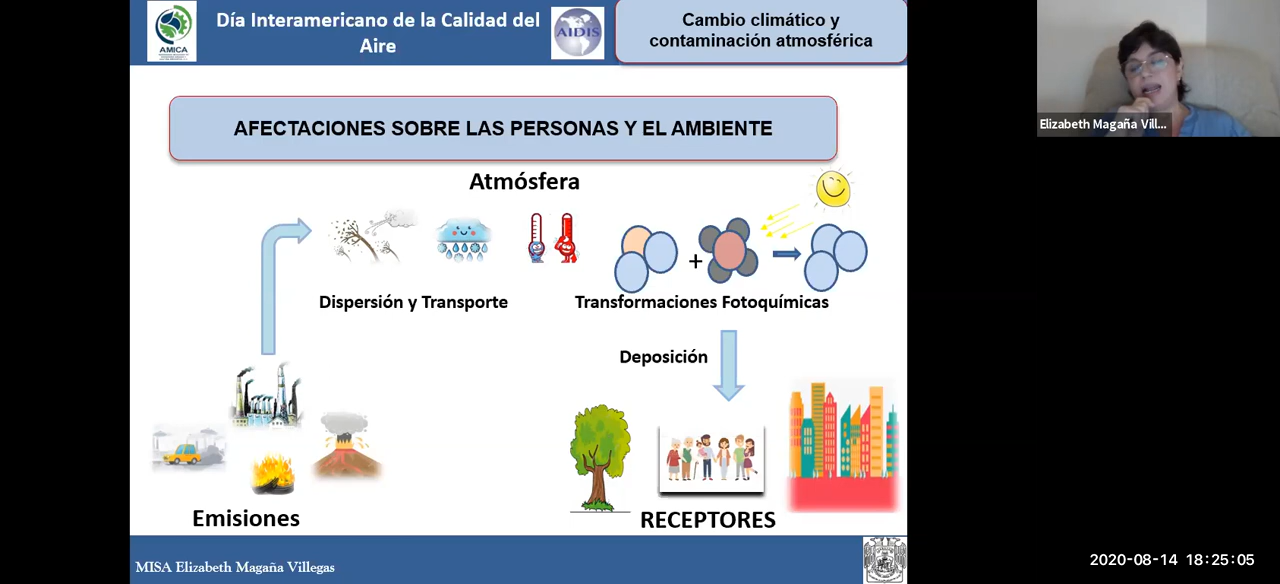 Día Interamericano de la Calidad del
Aire
AMICA
AIDIS
Cambio climático y
contaminación atmosférica
Elizabeth Magaña Vill...
AFECTACIONES SOBRE LAS PERSONAS Y EL AMBIENTE
Atmósfera
+
Dispersión y Transporte
Transformaciones Fotoquímicas
Deposición
Emisiones
RECEPTORES
MISA Elizabeth Magaña Villegas
2020-08-14 18:25:05